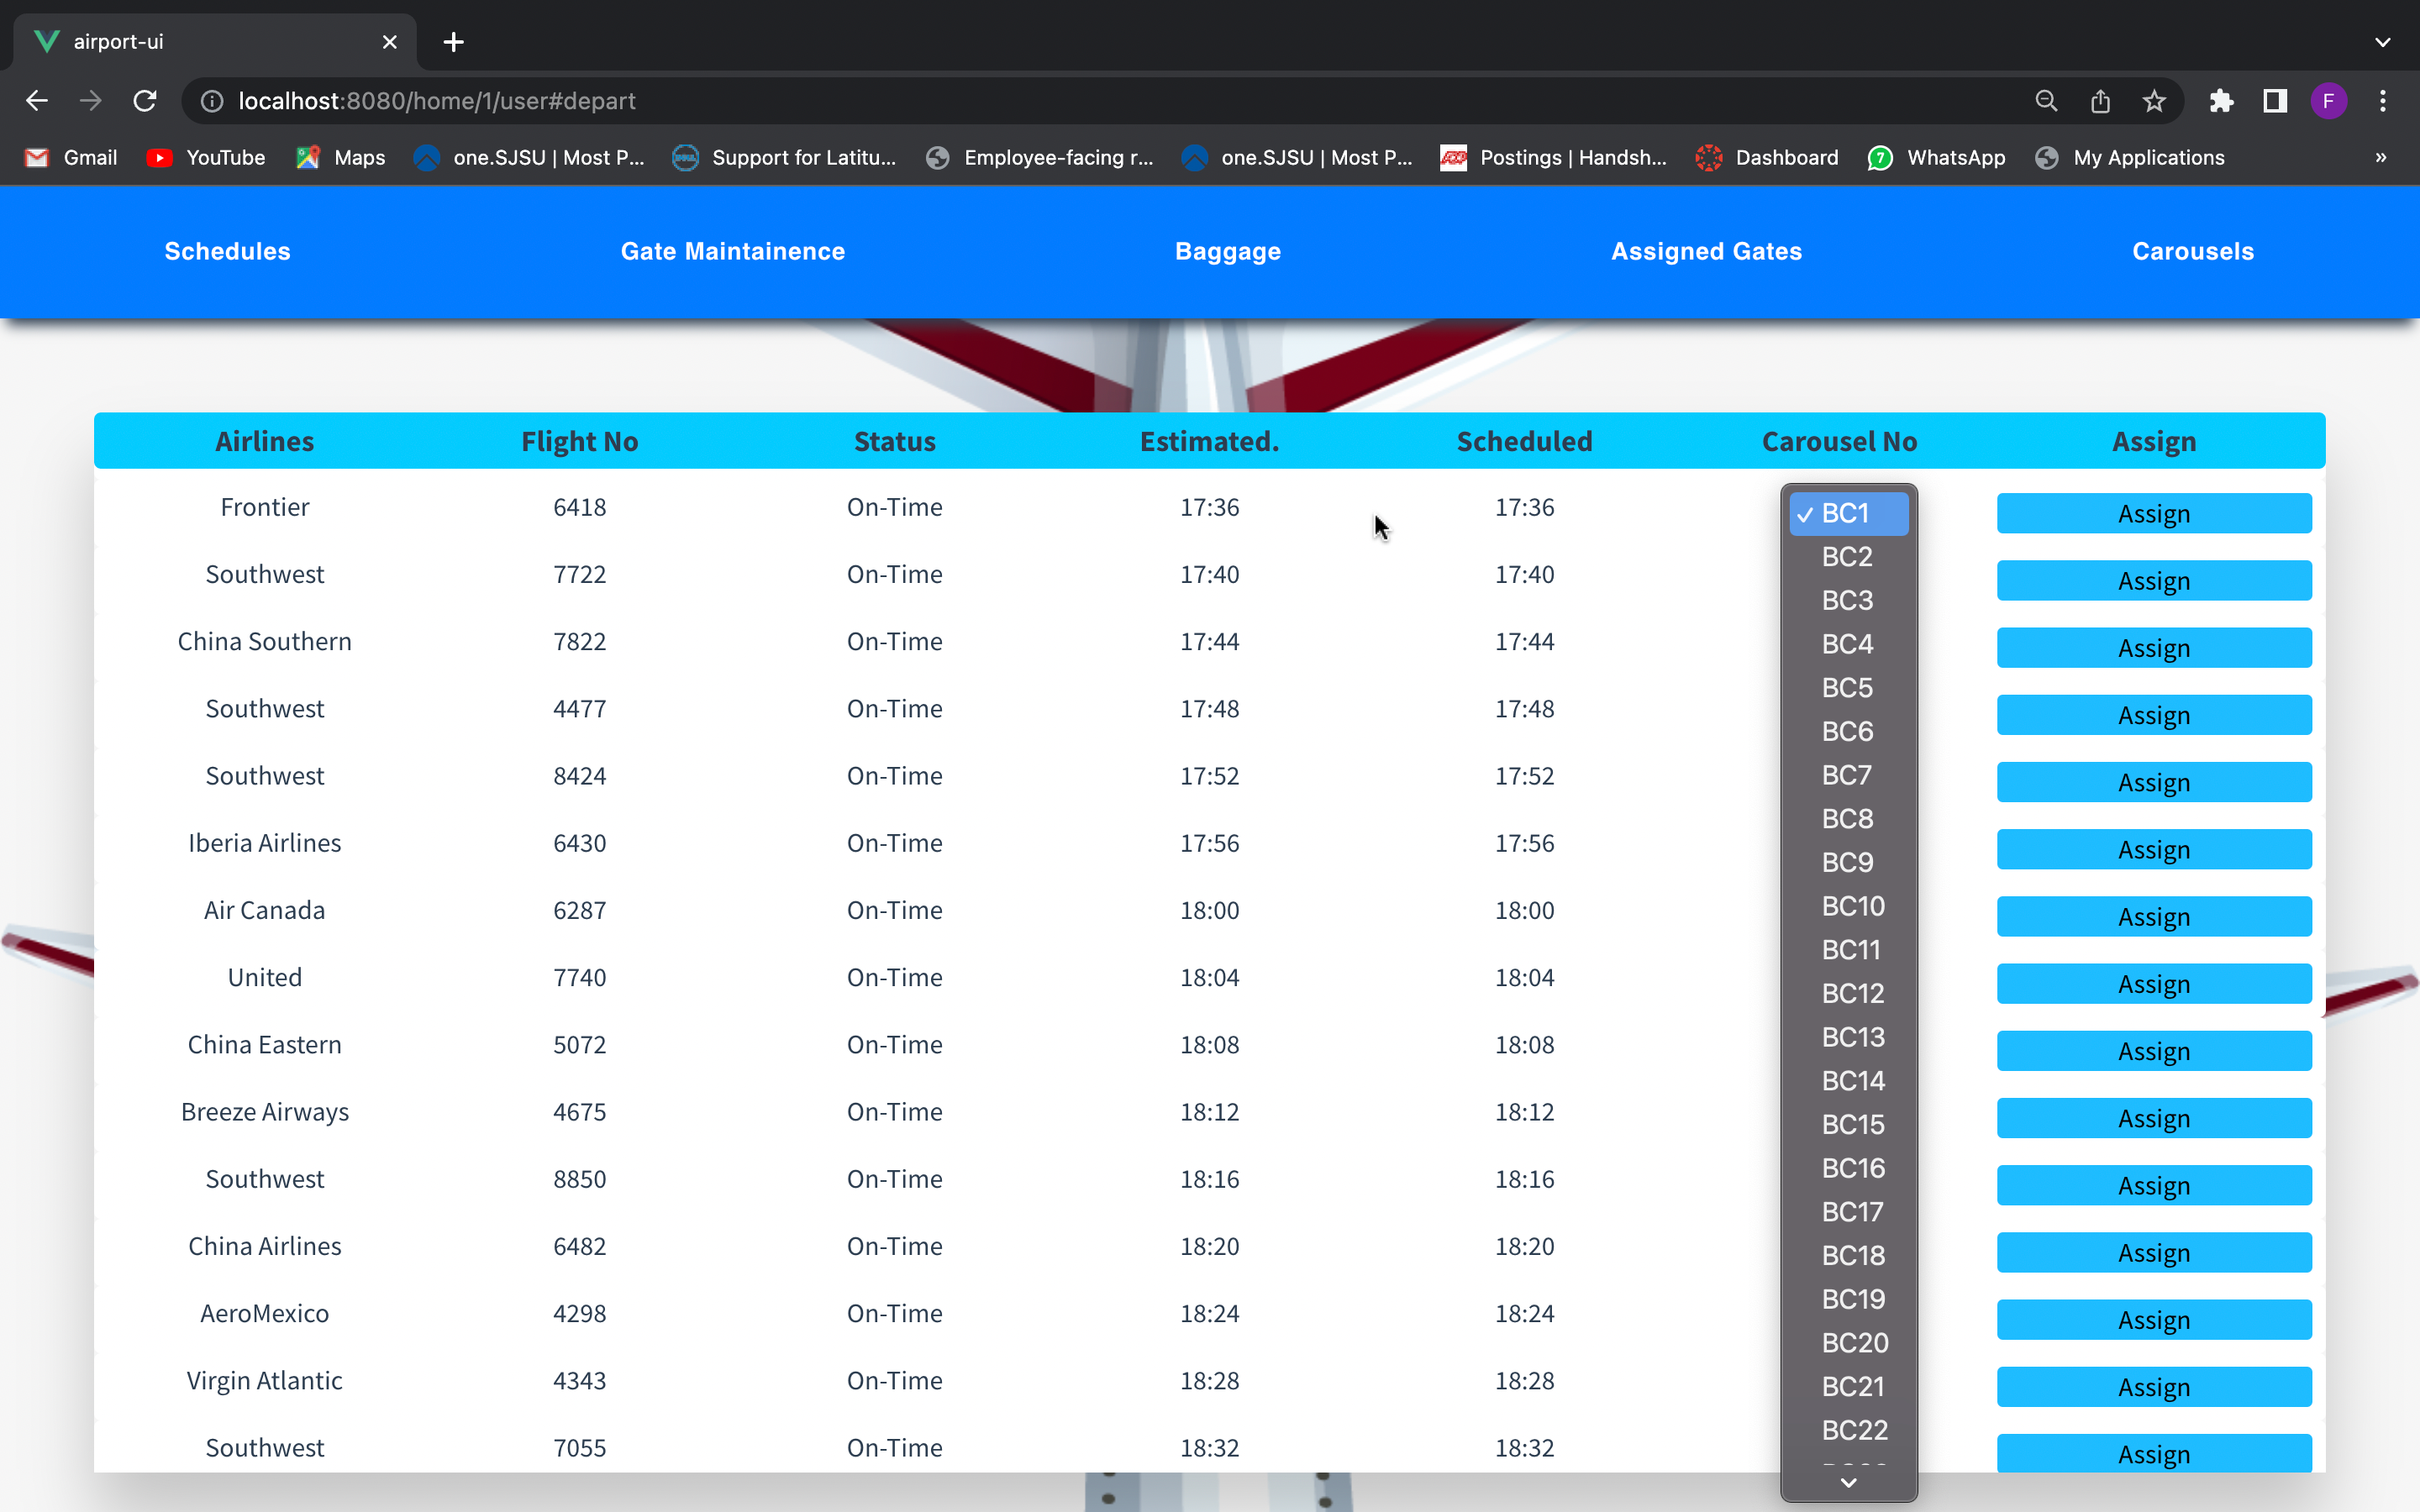 airport-ui
localhost:8080/home/1/user#depart
F
Gmail YouTube Maps one.SJSU | Most P... Support for Latitu... Employee-facing r... one.SJSU | Most P... Postings | Handsh... Dashboard 7 WhatsApp My Applications »
Schedules Gate Maintainence Baggage Assigned Gates Carousels
Airlines Flight No Status Estimated. Scheduled Carousel No Assign
Frontier 6418 On-Time 17:36 17:36 ✓ BC1 Assign
BC2
Southwest 7722 On-Time 17:40 17:40 Assign
BC3
China Southern 7822 On-Time 17:44 17:44 BC4 Assign
BC5
Southwest 4477 On-Time 17:48 17:48 Assign
BC6
Southwest 8424 On-Time 17:52 17:52 BC7 Assign
BC8
Iberia Airlines 6430 On-Time 17:56 17:56 Assign
BC9
Air Canada 6287 On-Time 18:00 18:00 BC10 Assign
BC11
United 7740 On-Time 18:04 18:04 Assign
BC12
China Eastern 5072 On-Time 18:08 18:08 BC13 Assign
BC14
Breeze Airways 4675 On-Time 18:12 18:12 Assign
BC15
Southwest 8850 On-Time 18:16 18:16 BC16 Assign
BC17
China Airlines 6482 On-Time 18:20 18:20 BC18 Assign
BC19
AeroMexico 4298 On-Time 18:24 18:24 Assign
BC20
Virgin Atlantic 4343 On-Time 18:28 18:28 BC21 Assign
BC22
Southwest 7055 On-Time 18:32 18:32 Assign